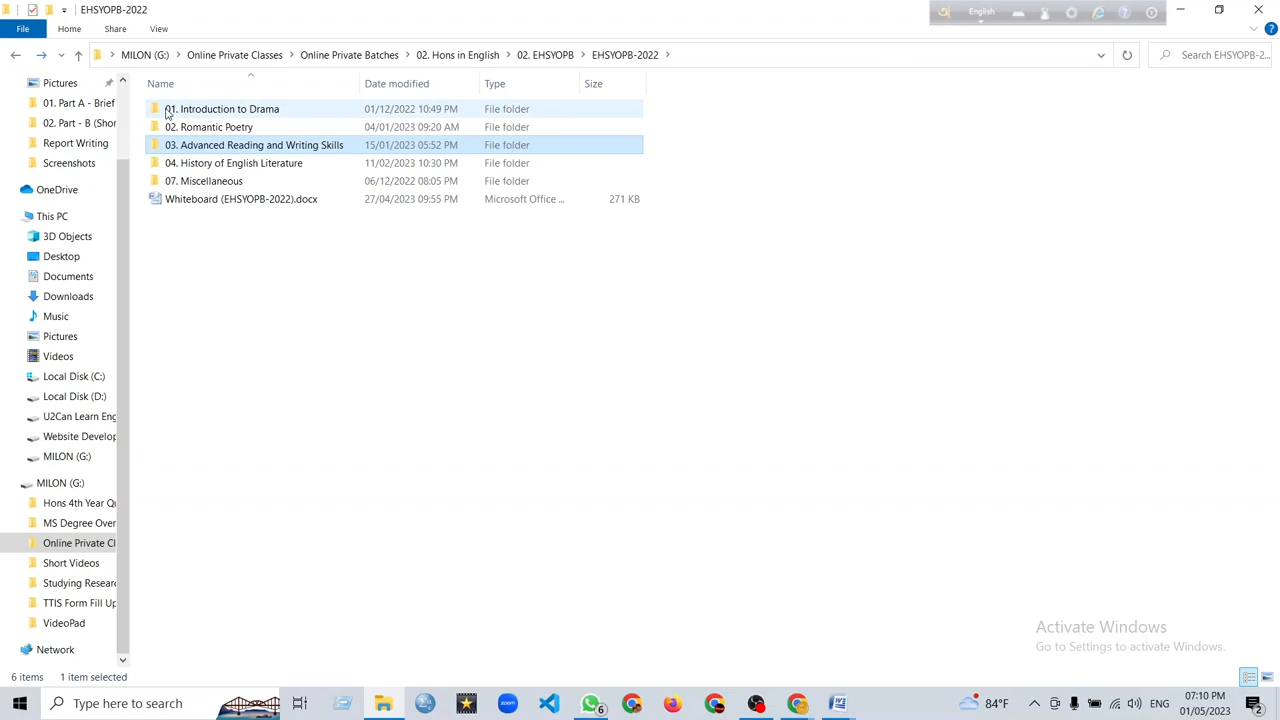 EHSYOPB-2022
English
File
Home
Share
View
MILON (G:)
Online Private Classes
Online Private Batches
02. Hons in English
02. EHSYOPB
EHSYOPB-2022
Search EHSYOPB-2...
Name
Date modified
Type
Size
01. Introduction to Drama 01/12/2022 10:49 PM File folder
02. Romantic Poetry 04/01/2023 09:20 AM File folder
03. Advanced Reading and Writing Skills 15/01/2023 05:52 PM File folder
04. History of English Literature 11/02/2023 10:30 PM File folder
07. Miscellaneous 06/12/2022 08:05 PM File folder
Whiteboard (EHSYOPB-2022).docx 27/04/2023 09:55 PM Microsoft Office ... 271 KB
Pictures
01. Part A - Brief
02. Part - B (Shor
Report Writing
Screenshots
OneDrive
This PC
3D Objects
Desktop
Documents
Downloads
Music
Pictures
Videos
Local Disk (C:)
Local Disk (D:)
U2Can Learn Eng
Website Develop
MILON (G:)
MILON (G:)
Hons 4th Year Qu
MS Degree Over
Online Private Cl
Short Videos
Studying Resear
TTIS Form Fill Up
VideoPad
Network
Activate Windows
Go to Settings to activate Windows.
6 items 1 item selected
Type here to search
zoom
6
84°F
ENG
07:10 PM
01/05/2023
2